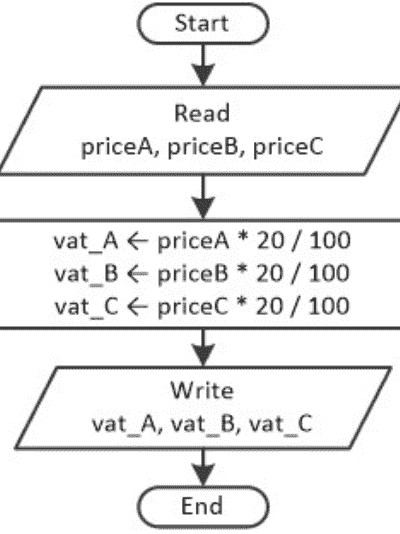 Start
Read
priceA, priceB, priceC
vat_A ← priceA * 20 / 100
vat_B ← priceB * 20 / 100
vat_C ← priceC * 20 / 100
Write
vat_A, vat_B, vat_C
End